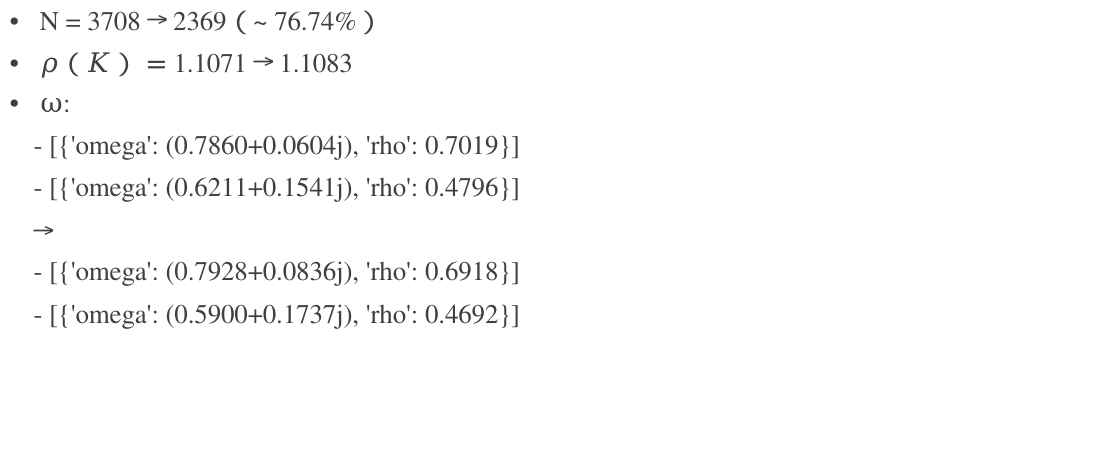 • N = 3708 → 2369 ( ~ 76.74% )
• ρ ( K ) = 1.1071 → 1.1083
• ω:
- [{'omega': (0.7860+0.0604j), 'rho': 0.7019}]
- [{'omega': (0.6211+0.1541j), 'rho': 0.4796}]
→
- [{'omega': (0.7928+0.0836j), 'rho': 0.6918}]
- [{'omega': (0.5900+0.1737j), 'rho': 0.4692}]